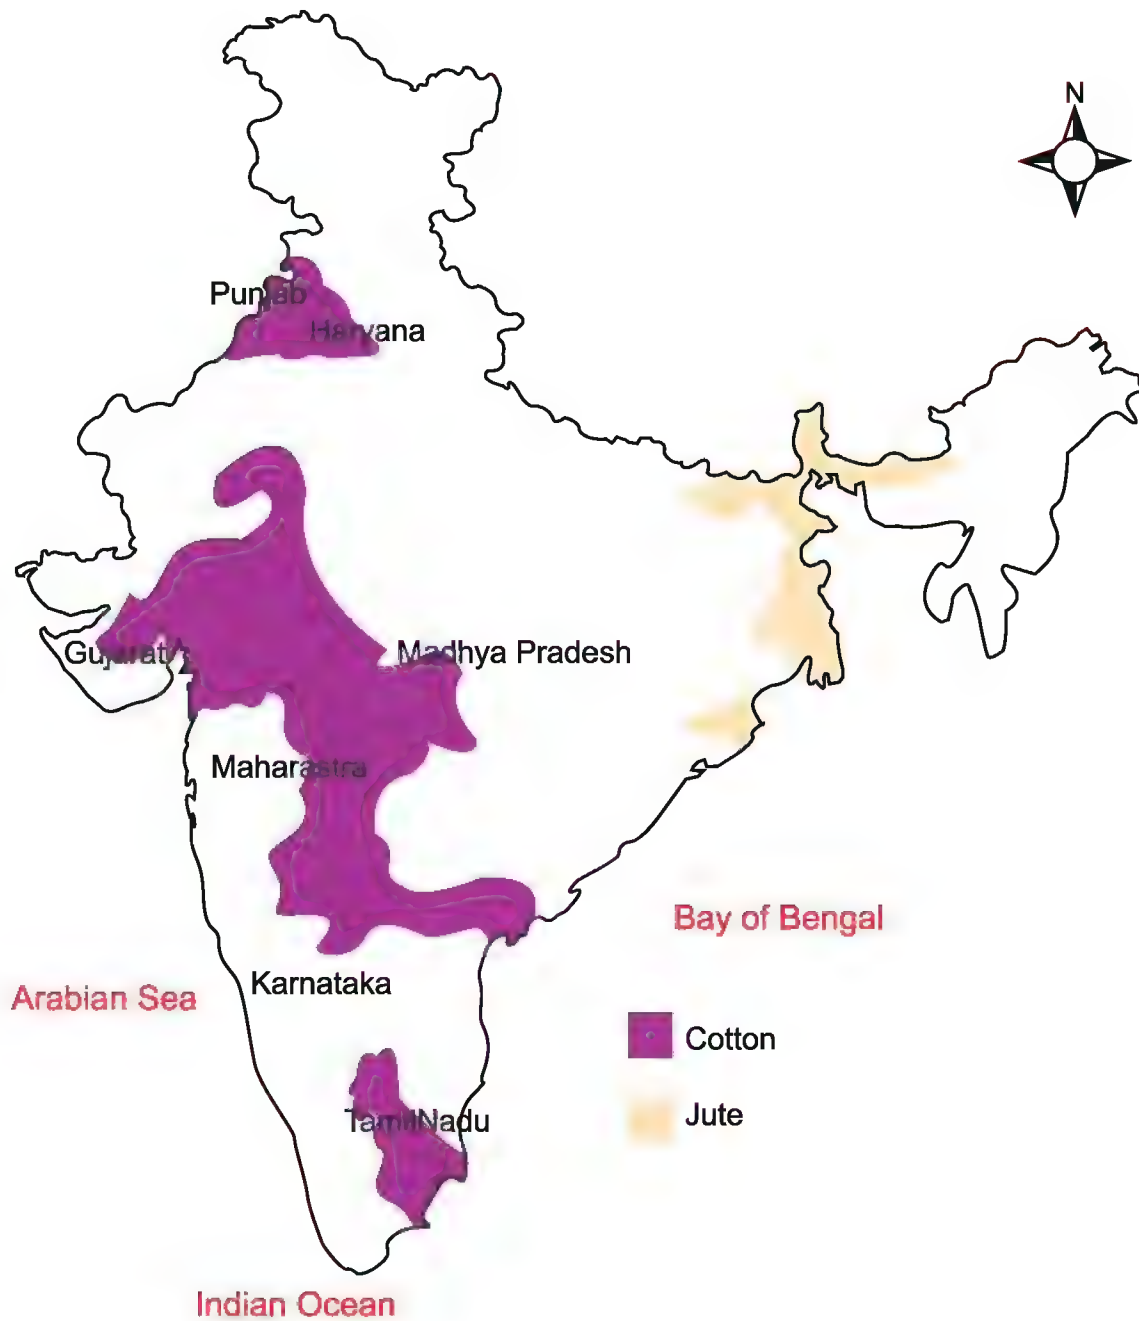 N
Punjab
Haryana
Gujarat
Madhya Pradesh
Maharastra
Bay of Bengal
Karnataka
Arabian Sea
Cotton
Jute
TamilNadu
Indian Ocean